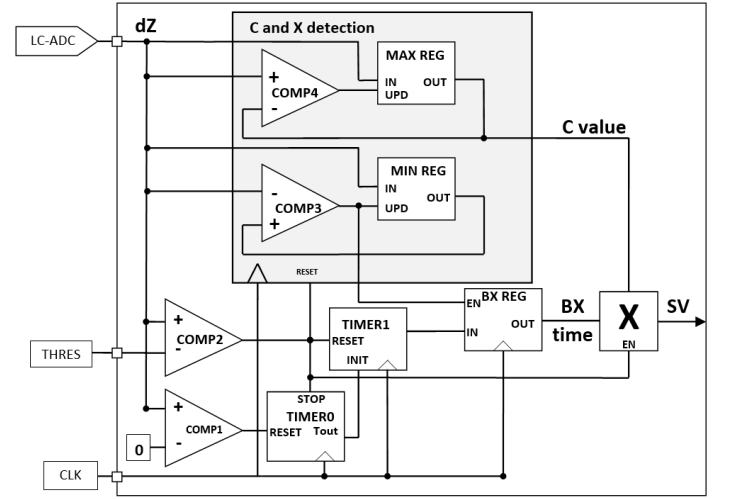 dZ
C and X detection
LC-ADC
MAX REG
+
COMP4
-
IN
OUT
UPD
C value
MIN REG
-
COMP3
+
IN
OUT
UPD
RESET
EN
BX REG
IN
OUT
BX
time
X
EN
SV
+
COMP2
-
THRES
TIMER1
RESET
INIT
+
COMP1
-
0
STOP
TIMER0
RESET
Tout
CLK